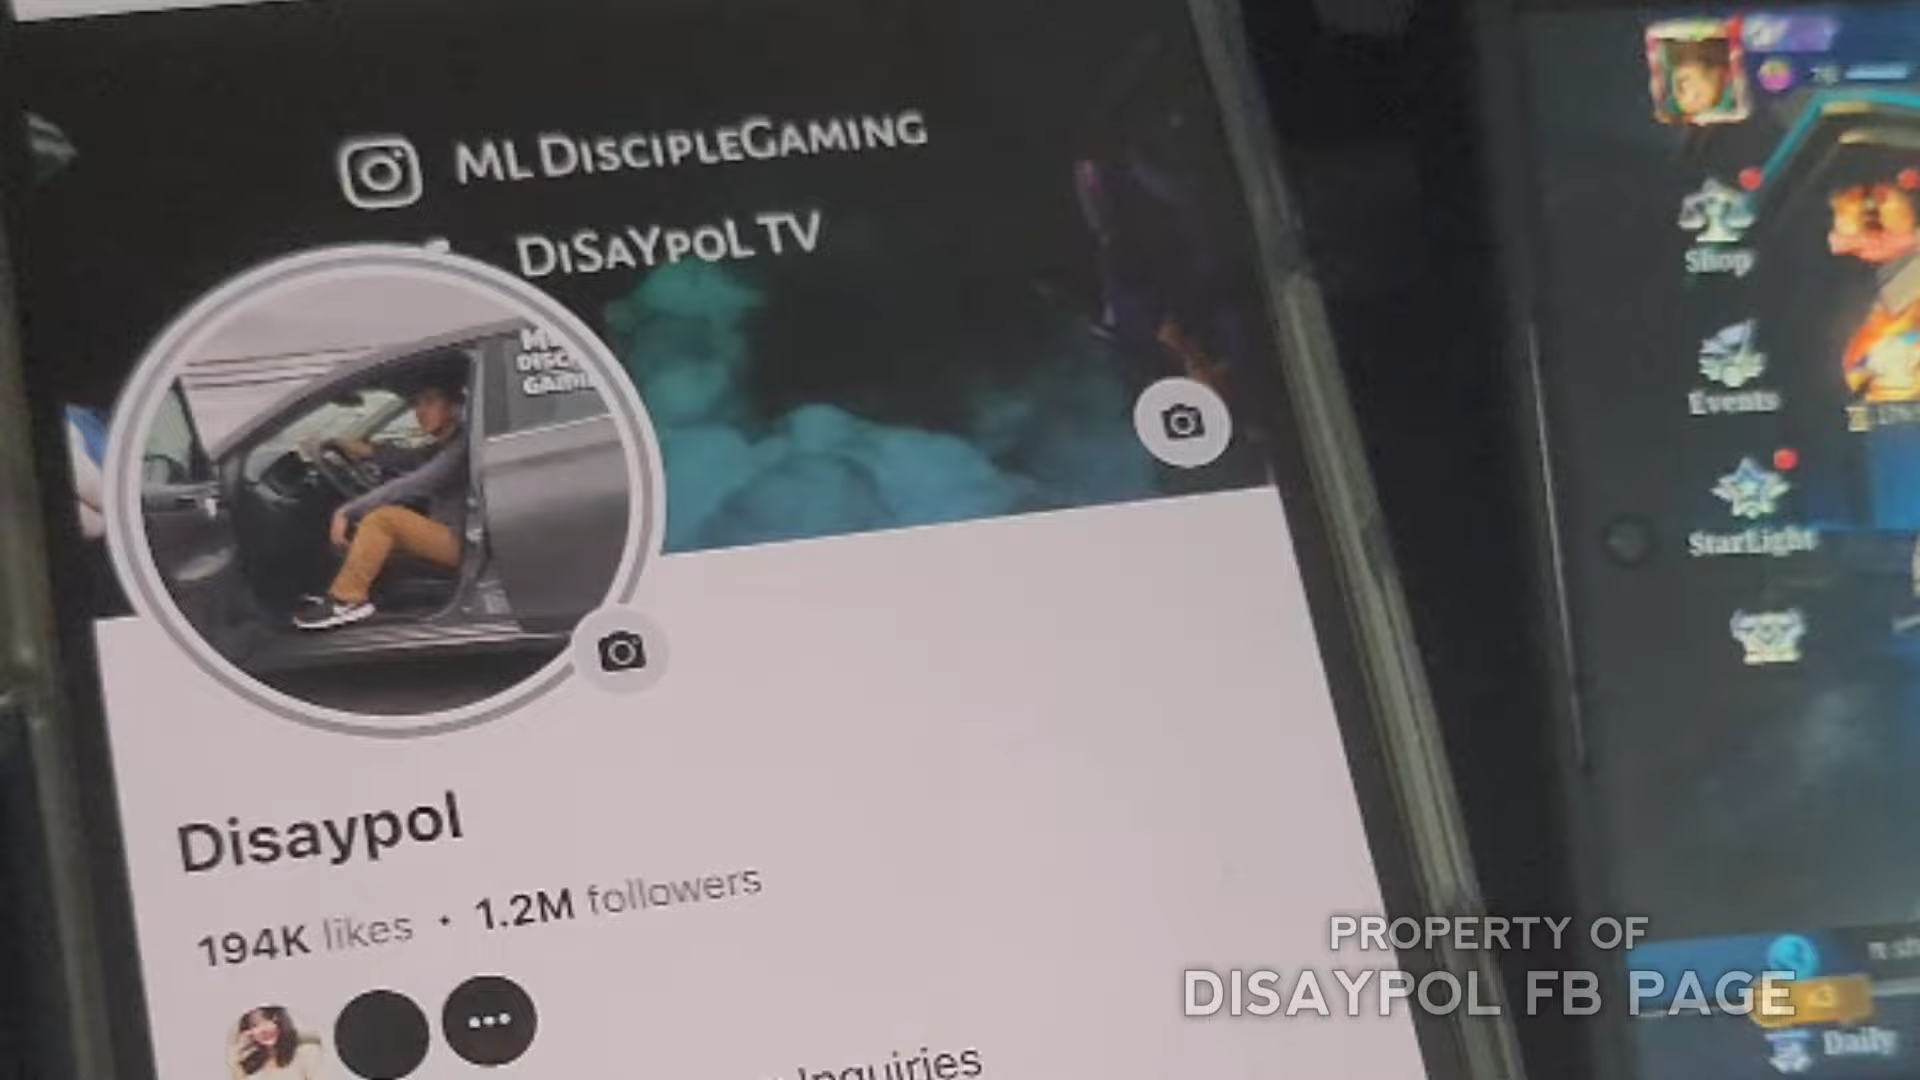 ML DISCIPLEGAMING
DISAYPOL TV
Disaypol
194K likes · 1.2M followers
Inquiries
Shop
Events
StarLight
Daily
PROPERTY OF
DISAYPOL FB PAGE